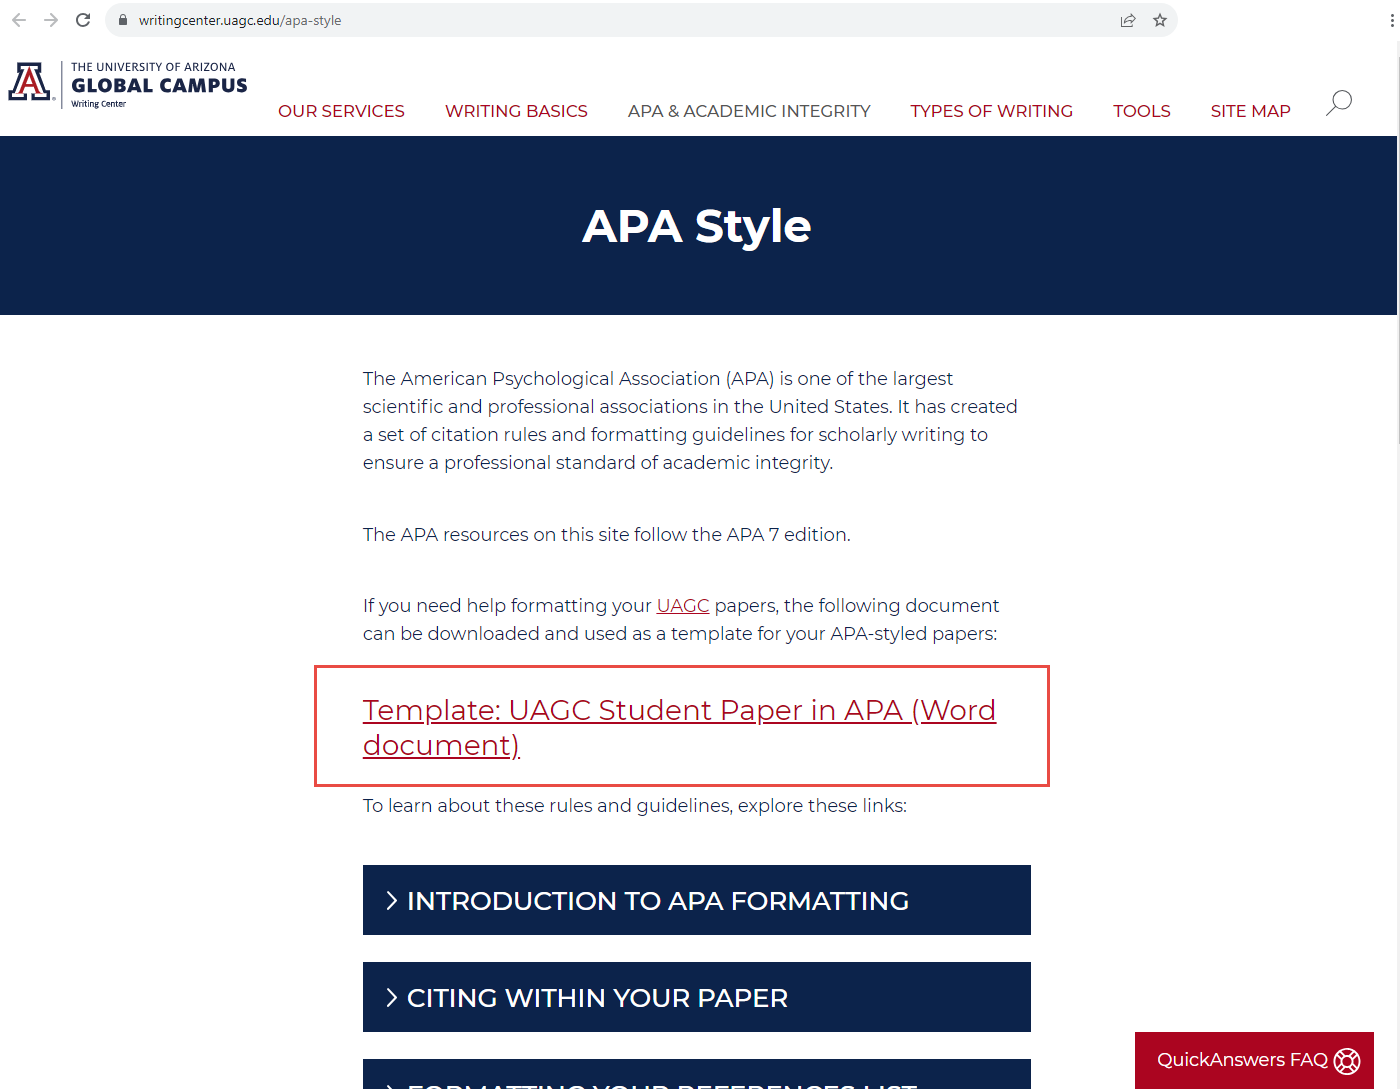 writingcenter.uagc.edu/apa-style
THE UNIVERSITY OF ARIZONA
GLOBAL CAMPUS
Writing Center
OUR SERVICES
WRITING BASICS
APA & ACADEMIC INTEGRITY
TYPES OF WRITING
TOOLS
SITE MAP
APA Style
The American Psychological Association (APA) is one of the largest
scientific and professional associations in the United States. It has created
a set of citation rules and formatting guidelines for scholarly writing to
ensure a professional standard of academic integrity.
The APA resources on this site follow the APA 7 edition.
If you need help formatting your UAGC papers, the following document
can be downloaded and used as a template for your APA-styled papers:
Template: UAGC Student Paper in APA (Word
document)
To learn about these rules and guidelines, explore these links:
INTRODUCTION TO APA FORMATTING
CITING WITHIN YOUR PAPER
FORMATTING YOUR REFERENCES LIST
QuickAnswers FAQ